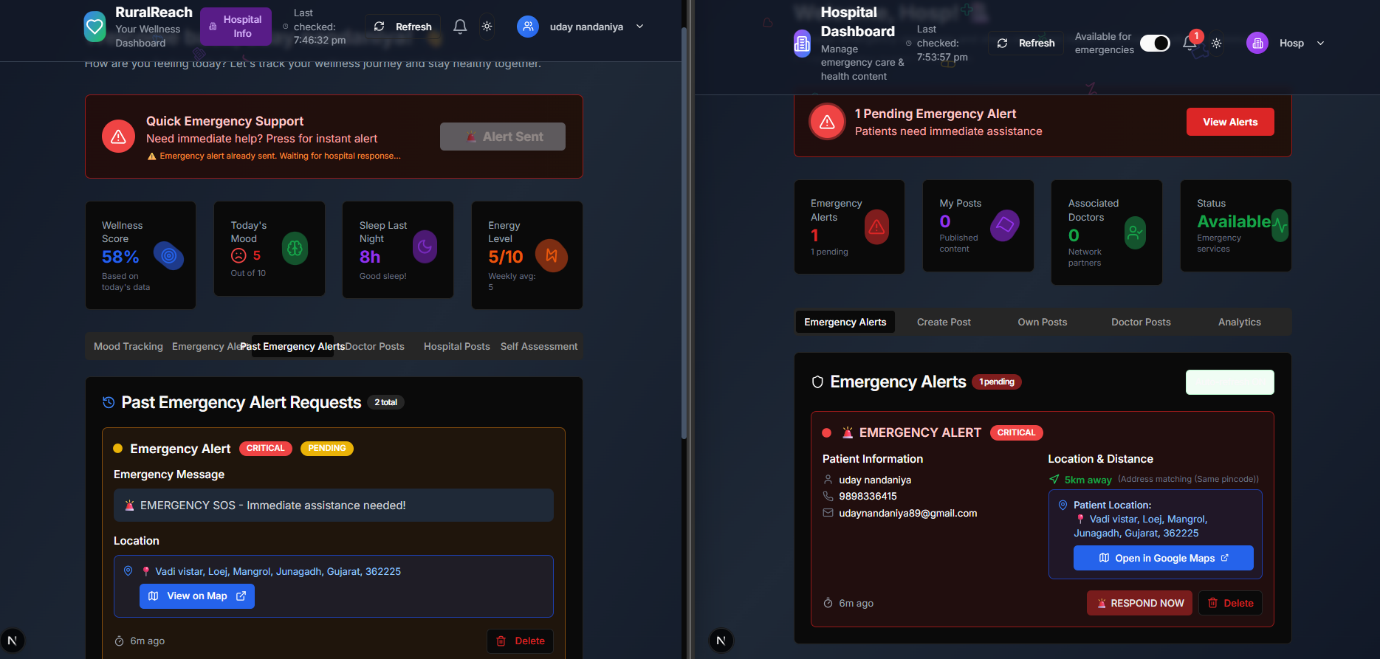 RuralReach
Your Wellness
Dashboard
Hospital
Info
Last
checked:
7:46:32 pm
Refresh
uday nandaniya
How are you feeling today? Let's track your wellness journey and stay healthy together.
Quick Emergency Support
Need immediate help? Press for instant alert
⚠ Emergency alert already sent. Waiting for hospital response...
🚨 Alert Sent
Wellness
Score
58%
Based on
today's data
Today's
Mood
5
Out of 10
Sleep Last
Night
8h
Good sleep!
Energy
Level
5/10
Weekly avg:
5
Mood Tracking
Past Emergency Alerts
Doctor Posts
Hospital Posts
Self Assessment
Past Emergency Alert Requests
2 total
Emergency Alert
CRITICAL
PENDING
Emergency Message
🚨 EMERGENCY SOS - Immediate assistance needed!
Location
📍 Vadi vistar, Loej, Mangrol, Junagadh, Gujarat, 362225
View on Map
6m ago
Delete
N
Hospital
Dashboard
Manage
emergency care &
health content
Last
checked:
7:53:57 pm
Refresh
Available for
emergencies
1
Hosp
1 Pending Emergency Alert
Patients need immediate assistance
View Alerts
Emergency
Alerts
1
1 pending
My Posts
0
Published
content
Associated
Doctors
0
Network
partners
Status
Available
Emergency
services
Emergency Alerts
Create Post
Own Posts
Doctor Posts
Analytics
Emergency Alerts
1 pending
🚨 EMERGENCY ALERT
CRITICAL
Patient Information
uday nandaniya
9898336415
udaynandaniya89@gmail.com
Location & Distance
5km away (Address matching (Same pincode))
Patient Location:
📍 Vadi vistar, Loej, Mangrol,
Junagadh, Gujarat, 362225
Open in Google Maps
6m ago
🚨 RESPOND NOW
Delete
N